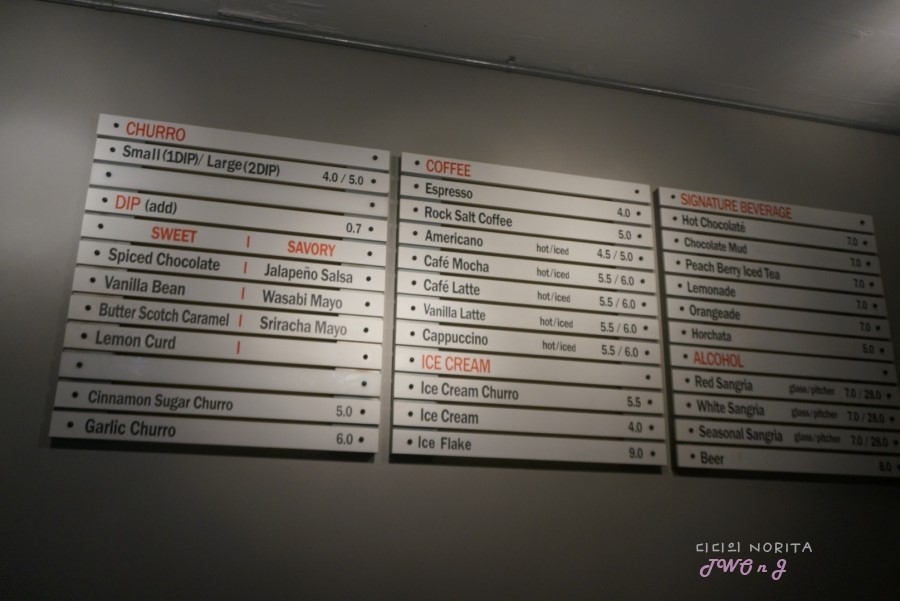 CHURRO
Small(1DIP)/ Large(2DIP) 4.0 / 5.0
DIP (add) 0.7
SWEET | SAVORY
Spiced Chocolate | Jalapeño Salsa
Vanilla Bean | Wasabi Mayo
Butter Scotch Caramel | Sriracha Mayo
Lemon Curd |
Cinnamon Sugar Churro 5.0
Garlic Churro 6.0
COFFEE
Espresso 4.0
Rock Salt Coffee 5.0
Americano hot/iced 4.5 / 5.0
Café Mocha hot/iced 5.5 / 6.0
Café Latte hot/iced 5.5 / 6.0
Vanilla Latte hot/iced 5.5 / 6.0
Cappuccino hot/iced 5.5 / 6.0
ICE CREAM
Ice Cream Churro 5.5
Ice Cream 4.0
Ice Flake 9.0
SIGNATURE BEVERAGE
Hot Chocolate 7.0
Chocolate Mud 7.0
Peach Berry Iced Tea 7.0
Lemonade 7.0
Orangeade 7.0
Horchata 5.0
ALCOHOL
Red Sangria glass/pitcher 7.0 / 28.0
White Sangria glass/pitcher 7.0 / 28.0
Seasonal Sangria glass/pitcher 7.0 / 28.0
Beer
디디의 NORITA
JWOnJ